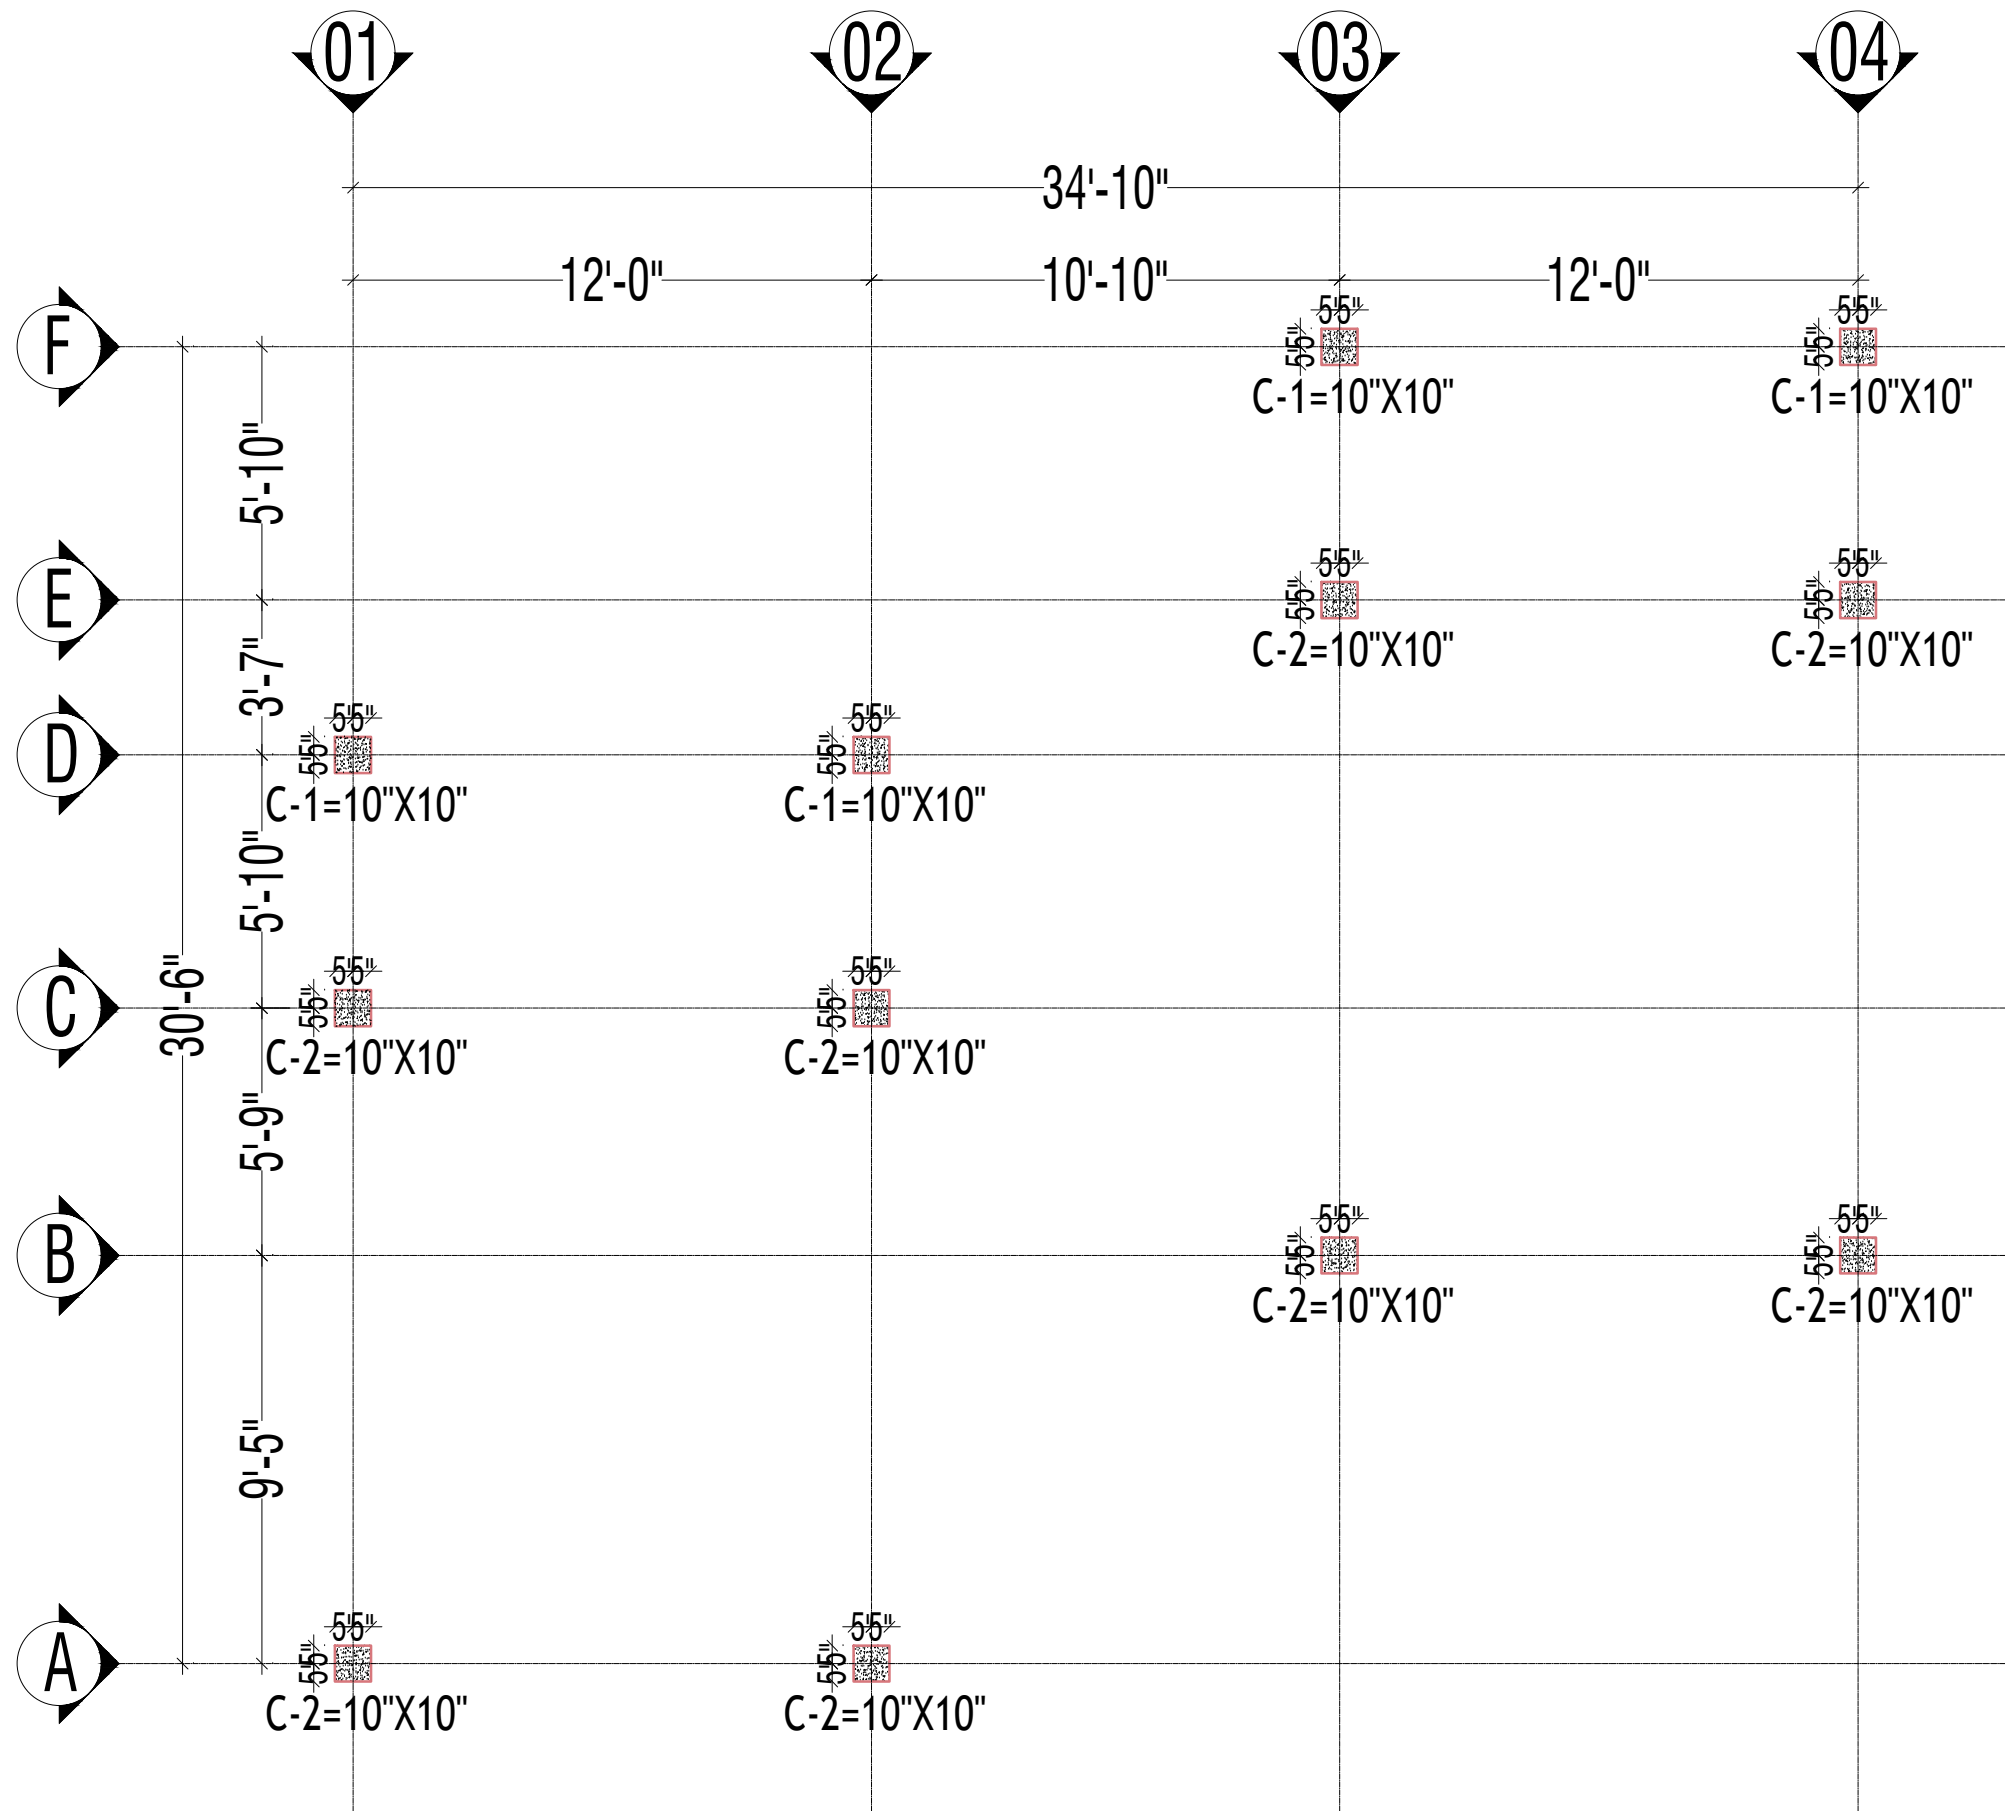 01 02 03 04
34'-10"
12'-0" 10'-10" 12'-0"
5" 5" 5" 5"
F 5" 5" 5" 5"
C-1=10"X10" C-1=10"X10"
5'-10"
5" 5" 5" 5"
E 5" 5" 5" 5"
C-2=10"X10" C-2=10"X10"
3'-7"
5" 5" 5" 5"
D 5" 5" 5" 5"
C-1=10"X10" C-1=10"X10"
5'-10"
5" 5" 5" 5"
C 30'-6" 5" 5" 5" 5"
C-2=10"X10" C-2=10"X10"
5'-9"
5" 5" 5" 5"
B 5" 5" 5" 5"
C-2=10"X10" C-2=10"X10"
9'-5"
5" 5" 5" 5"
A 5" 5" 5" 5"
C-2=10"X10" C-2=10"X10"